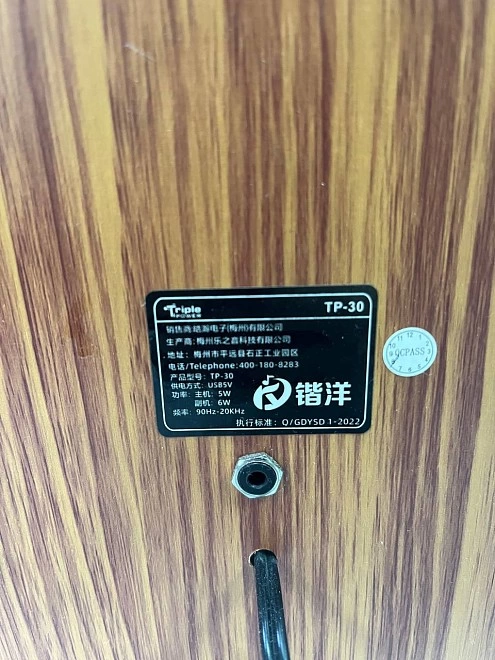 Triple
POWER
TP-30
销售商:皓瀚电子(梅州)有限公司
生产商: 梅州乐之音科技有限公司
地址: 梅州市平远县石正工业园区
电话/Telephone:400-180-8283
产品型号: TP-30
供电方式: USB5V
功率: 主机: 5W
副机: 6W
频率: 90Hz-20KHz
锴洋
执行标准: Q/GDYSD 1-2022
QCPASS